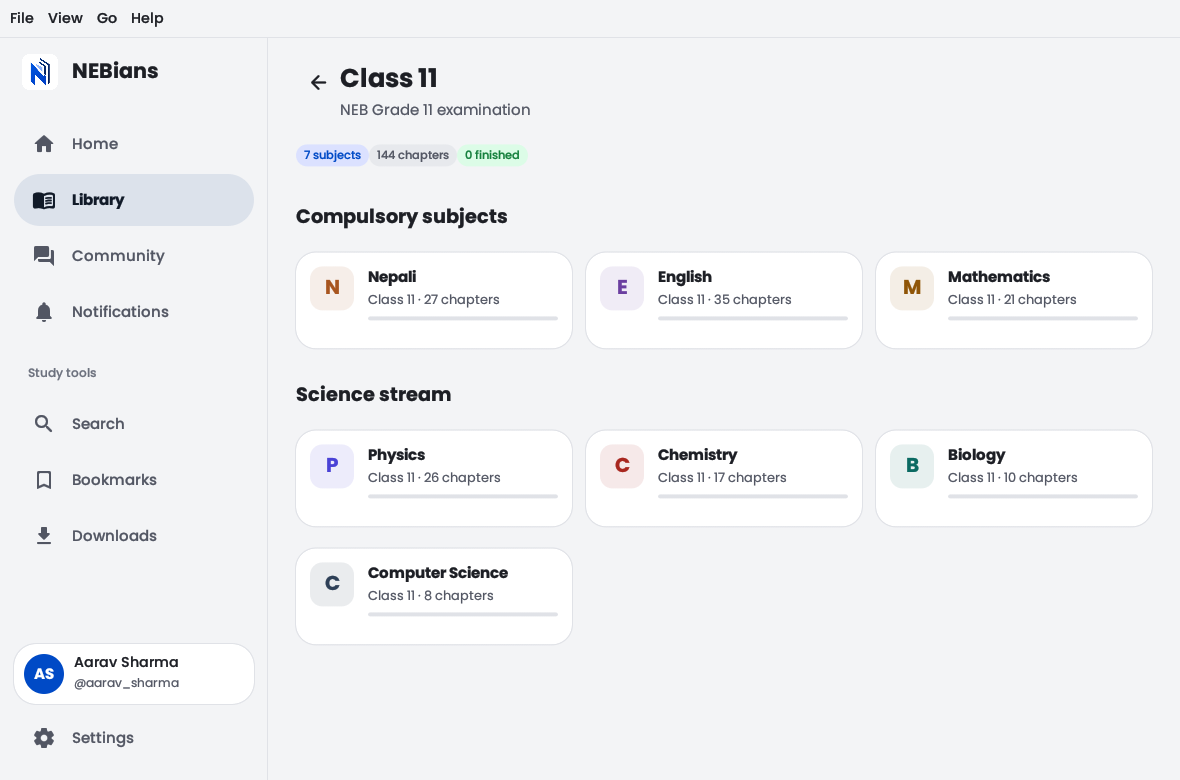 File View Go Help
NEBians
Home
Library
Community
Notifications
Study tools
Search
Bookmarks
Downloads
AS
Aarav Sharma
@aarav_sharma
Settings
Class 11
NEB Grade 11 examination
7 subjects 144 chapters 0 finished
Compulsory subjects
N
Nepali
Class 11 · 27 chapters
E
English
Class 11 · 35 chapters
M
Mathematics
Class 11 · 21 chapters
Science stream
P
Physics
Class 11 · 26 chapters
C
Chemistry
Class 11 · 17 chapters
B
Biology
Class 11 · 10 chapters
C
Computer Science
Class 11 · 8 chapters